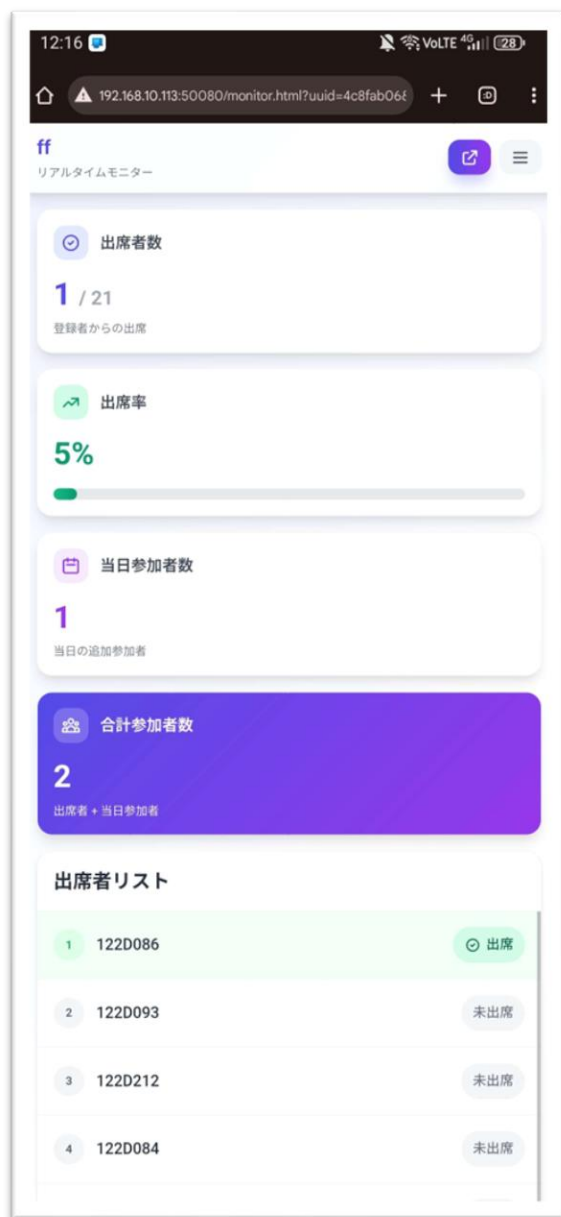 12:16
VoLTE 4G 28
192.168.10.113:50080/monitor.html?uuid=4c8fab068
ff
リアルタイムモニター
出席者数
1 / 21
登録者からの出席
出席率
5%
当日参加者数
1
当日の追加参加者
合計参加者数
2
出席者 + 当日参加者
出席者リスト
1 122D086 出席
2 122D093 未出席
3 122D212 未出席
4 122D084 未出席